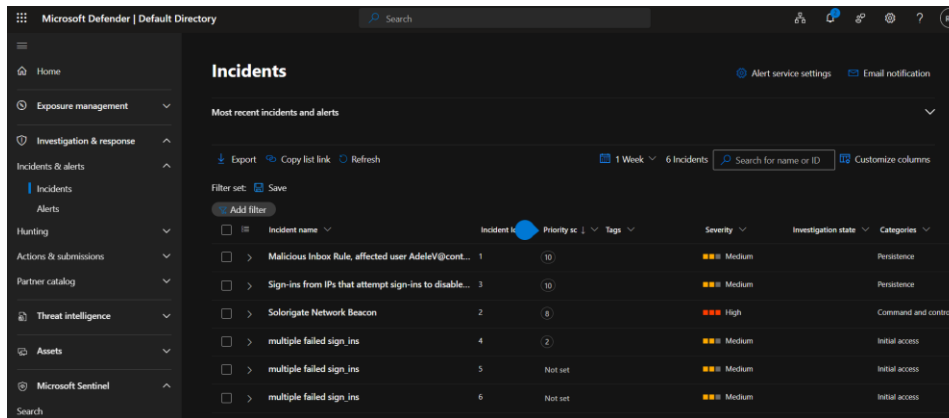 Microsoft Defender | Default Directory
Search
Home
Exposure management
Investigation & response
Incidents & alerts
Incidents
Alerts
Hunting
Actions & submissions
Partner catalog
Threat intelligence
Assets
Microsoft Sentinel
Search
Incidents
Alert service settings Email notification
Most recent incidents and alerts
Export Copy list link Refresh 1 Week 6 Incidents Search for name or ID Customize columns
Filter set: Save
Add filter
Incident name Incident Priority sc ↓ Tags Severity Investigation state Categories
Malicious Inbox Rule, affected user AdeleV@cont... 1 10 Medium Persistence
Sign-ins from IPs that attempt sign-ins to disable... 3 10 Medium Persistence
Solorigate Network Beacon 2 8 High Command and contro
multiple failed sign_ins 4 2 Medium Initial access
multiple failed sign_ins 5 Not set Medium Initial access
multiple failed sign_ins 6 Not set Medium Initial access